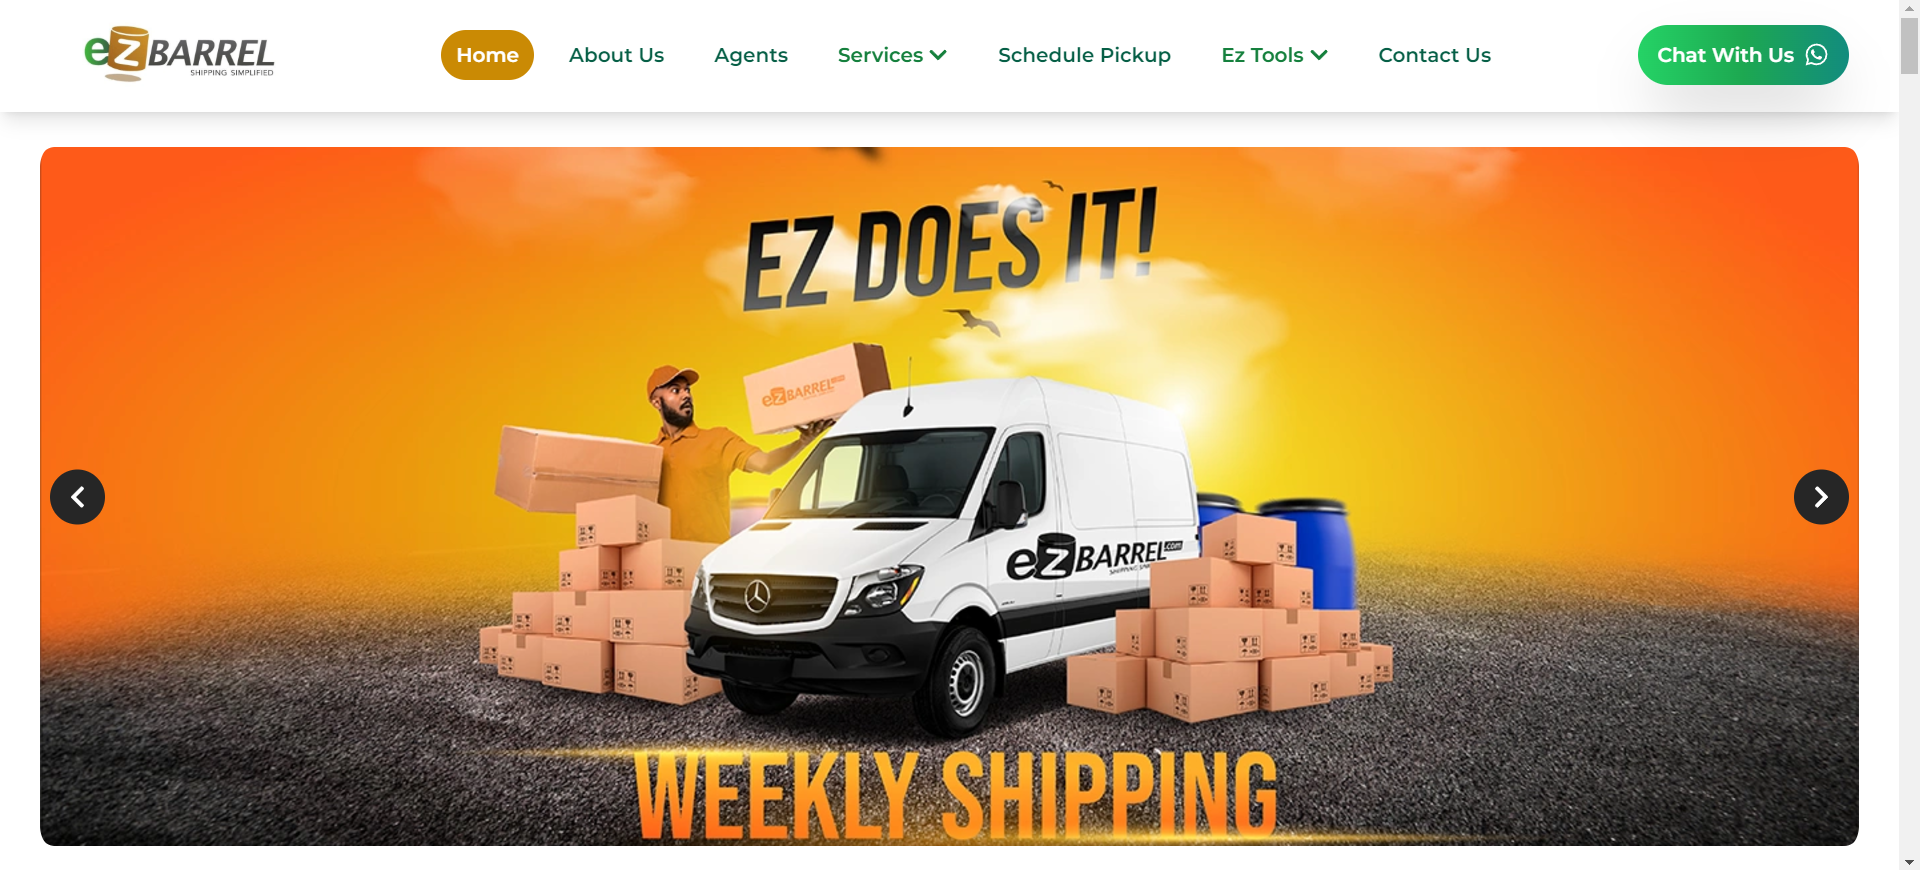 eZBARREL
SHIPPING SIMPLIFIED
Home
About Us
Agents
Services
Schedule Pickup
Ez Tools
Contact Us
Chat With Us
EZ DOES IT!
eZBARREL
eZBARREL.com
WEEKLY SHIPPING